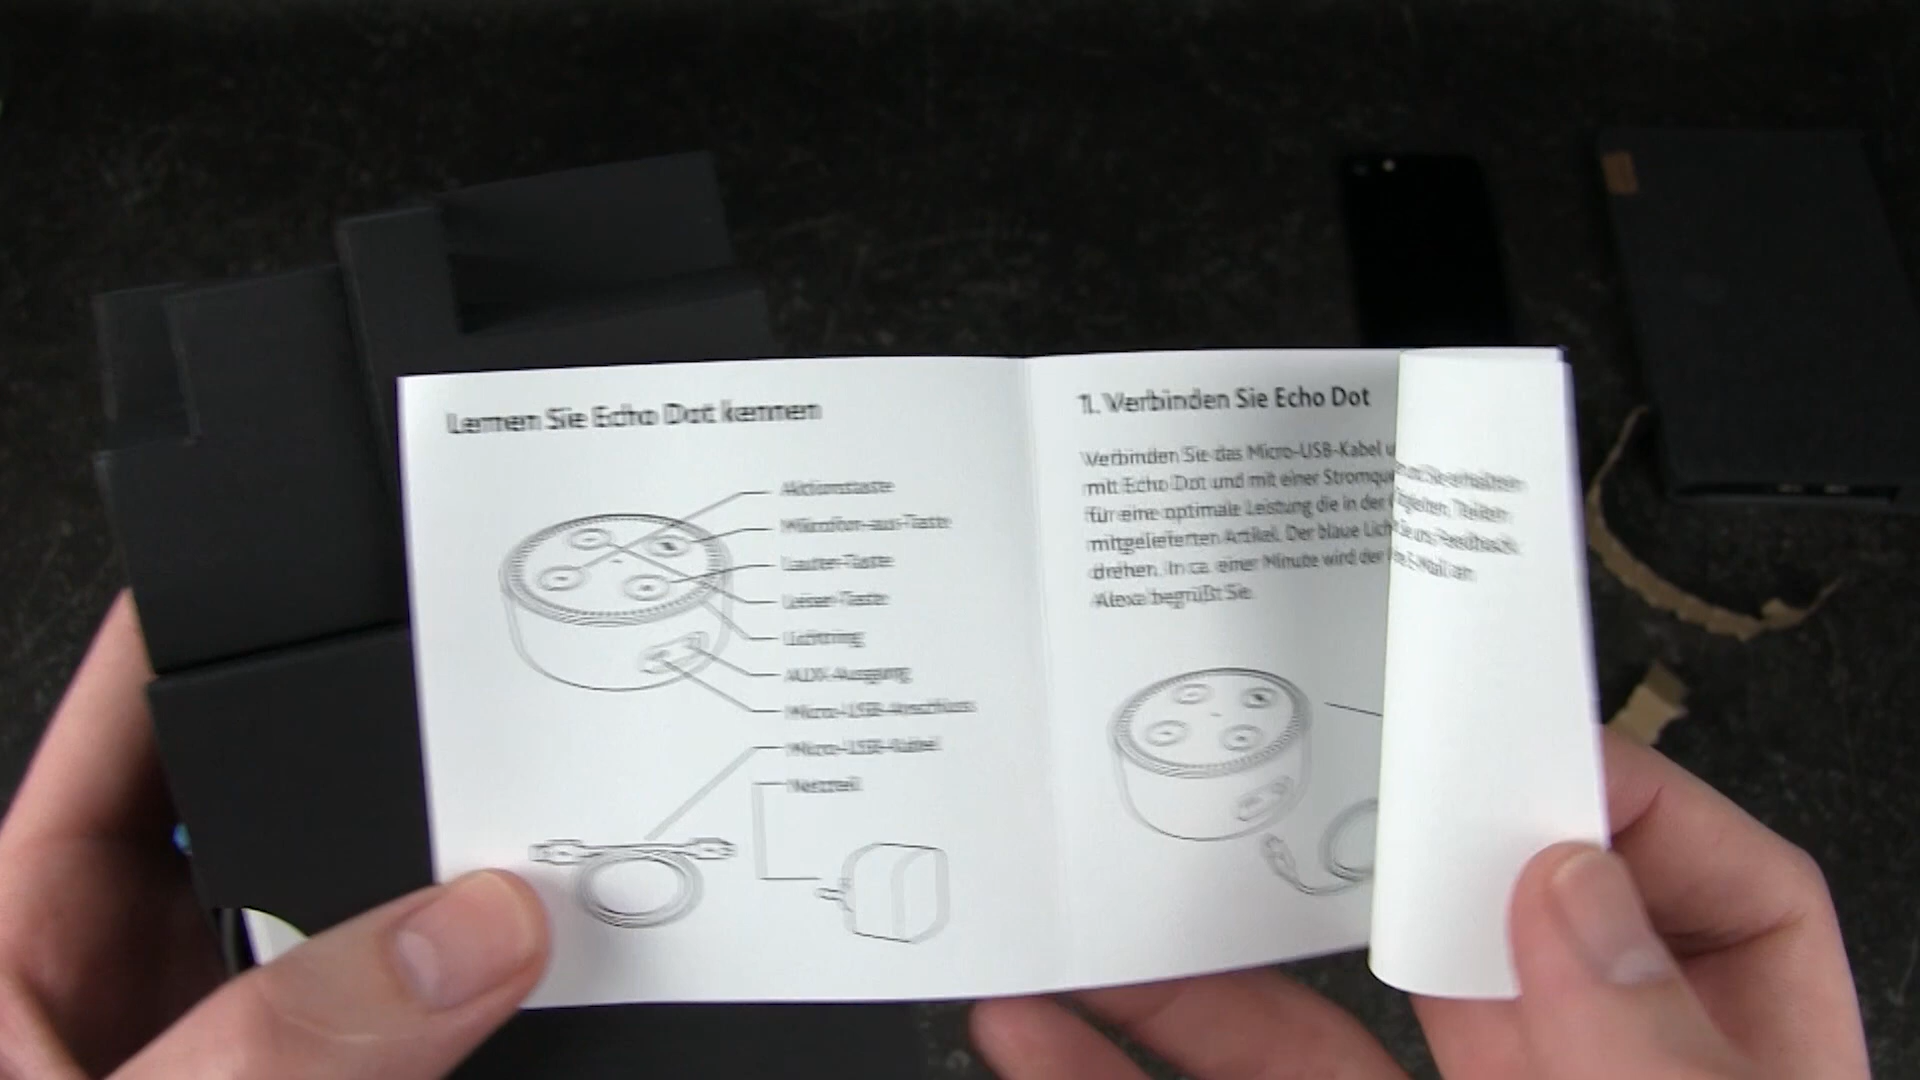 Lernen Sie Echo Dot kennen
Aktionstaste
Mikrofon-aus-Taste
Lauter-Taste
Leiser-Taste
Lichtring
AUX-Ausgang
Micro-USB-Anschluss
Micro-USB-Kabel
Netzteil
1. Verbinden Sie Echo Dot
Verbinden Sie das Micro-USB-Kabel
mit Echo Dot und mit einer
für eine optimale Leistung die in der
mitgelieferten Artikel. Der blaue
drehen. In ca. einer Minute wird der
Alexa begrüßt Sie.
E-Mail an